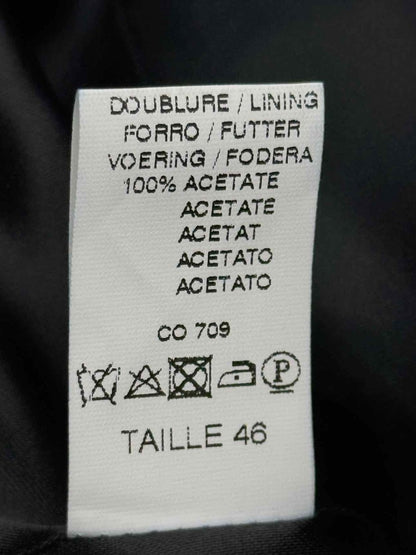 DOUBLURE / LINING
FORRO / FUTTER
VOERING / FODERA
100% ACETATE
ACETATE
ACETAT
ACETATO
ACETATO
CO 709
P
TAILLE 46